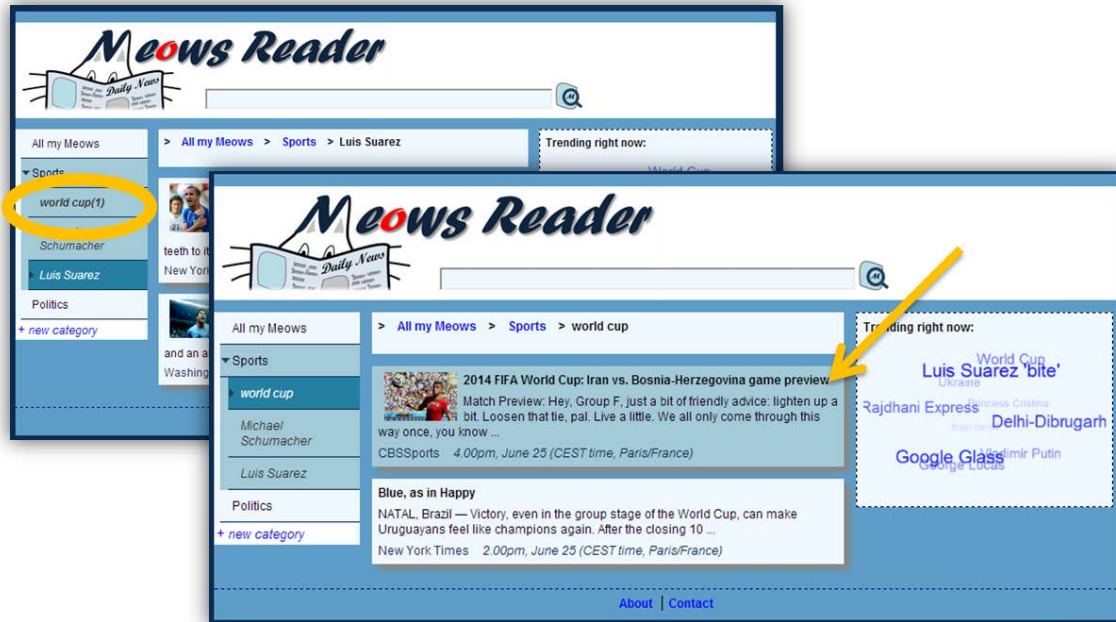 Meows Reader
Daily News
All my Meows
Sports
world cup(1)
Schumacher
Luis Suarez
Politics
+ new category
> All my Meows > Sports > Luis Suarez
teeth to it
New York
and an a
Washing
Trending right now:
World Cup
Meows Reader
Daily News
All my Meows
Sports
world cup
Michael
Schumacher
Luis Suarez
Politics
+ new category
> All my Meows > Sports > world cup
2014 FIFA World Cup: Iran vs. Bosnia-Herzegovina game preview
Match Preview: Hey, Group F, just a bit of friendly advice: lighten up a
bit. Loosen that tie, pal. Live a little. We all only come through this
way once, you know ...
CBSSports 4.00pm, June 25 (CEST time, Paris/France)
Blue, as in Happy
NATAL, Brazil — Victory, even in the group stage of the World Cup, can make
Uruguayans feel like champions again. After the closing 10 ...
New York Times 2.00pm, June 25 (CEST time, Paris/France)
Trending right now:
World Cup
Luis Suarez 'bite'
Ukraine
Rajdhani Express
Princess Cristina
Delhi-Dibrugarh
Vladimir Putin
Google Glass
George Lucas
About | Contact